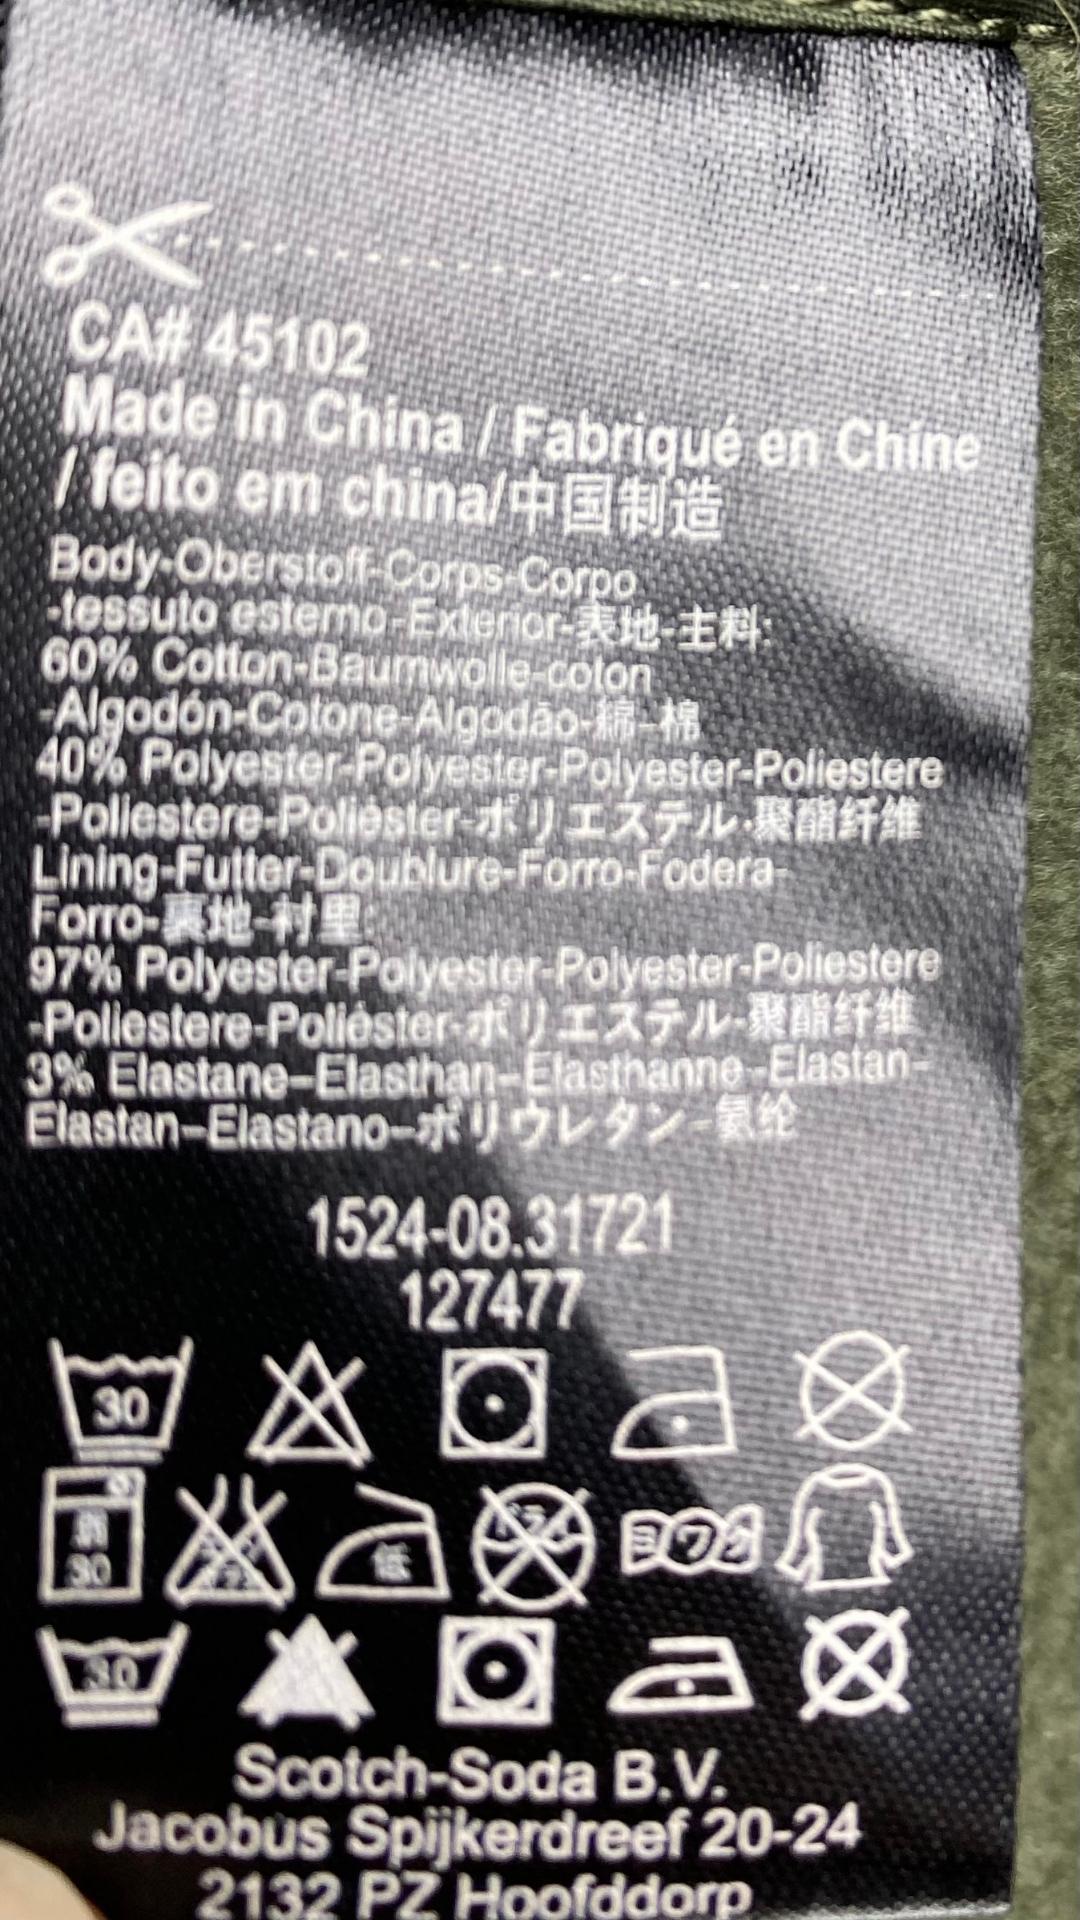 CA# 45102
Made in China / Fabriqué en Chine
/ feito em china/中国制造
Body-Oberstoff-Corps-Corpo
-tessuto esterno-Exterior-表地-主料:
60% Cotton-Baumwolle-coton
-Algodón-Cotone-Algodão-綿-棉
40% Polyester-Polyester-Polyester-Poliestere
-Poliestere-Poliéster-ポリエステル-聚酯纤维
Lining-Futter-Doublure-Forro-Fodera-
Forro-裏地-衬里:
97% Polyester-Polyester-Polyester-Poliestere
-Poliestere-Poliéster-ポリエステル-聚酯纤维
3% Elastane-Elasthan-Elasthanne-Elastan-
Elastan-Elastano-ポリウレタン-氨纶
1524-08.31721
127477
30
30
低
ドライ
30
Scotch-Soda B.V.
Jacobus Spijkerdreef 20-24
2132 PZ Hoofddorp